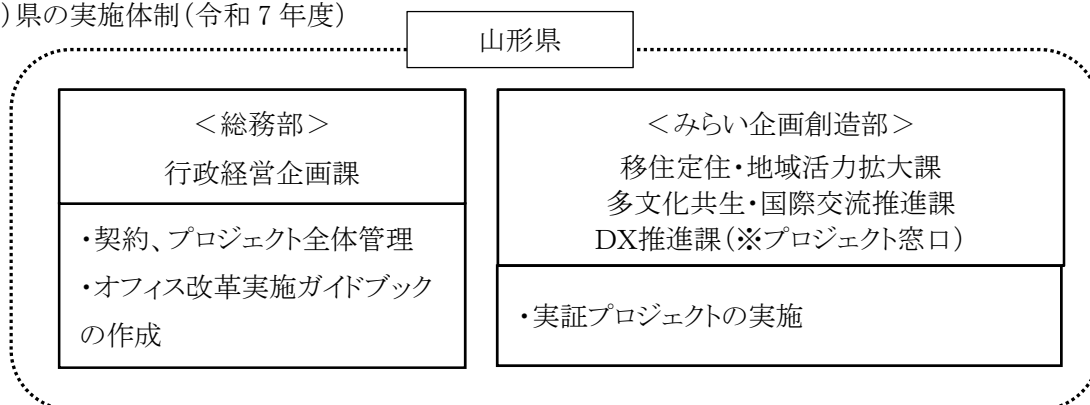 ）県の実施体制（令和７年度）
山形県
＜総務部＞
行政経営企画課
・契約、プロジェクト全体管理
・オフィス改革実施ガイドブック
の作成
＜みらい企画創造部＞
移住定住・地域活力拡大課
多文化共生・国際交流推進課
DX推進課（※プロジェクト窓口）
・実証プロジェクトの実施